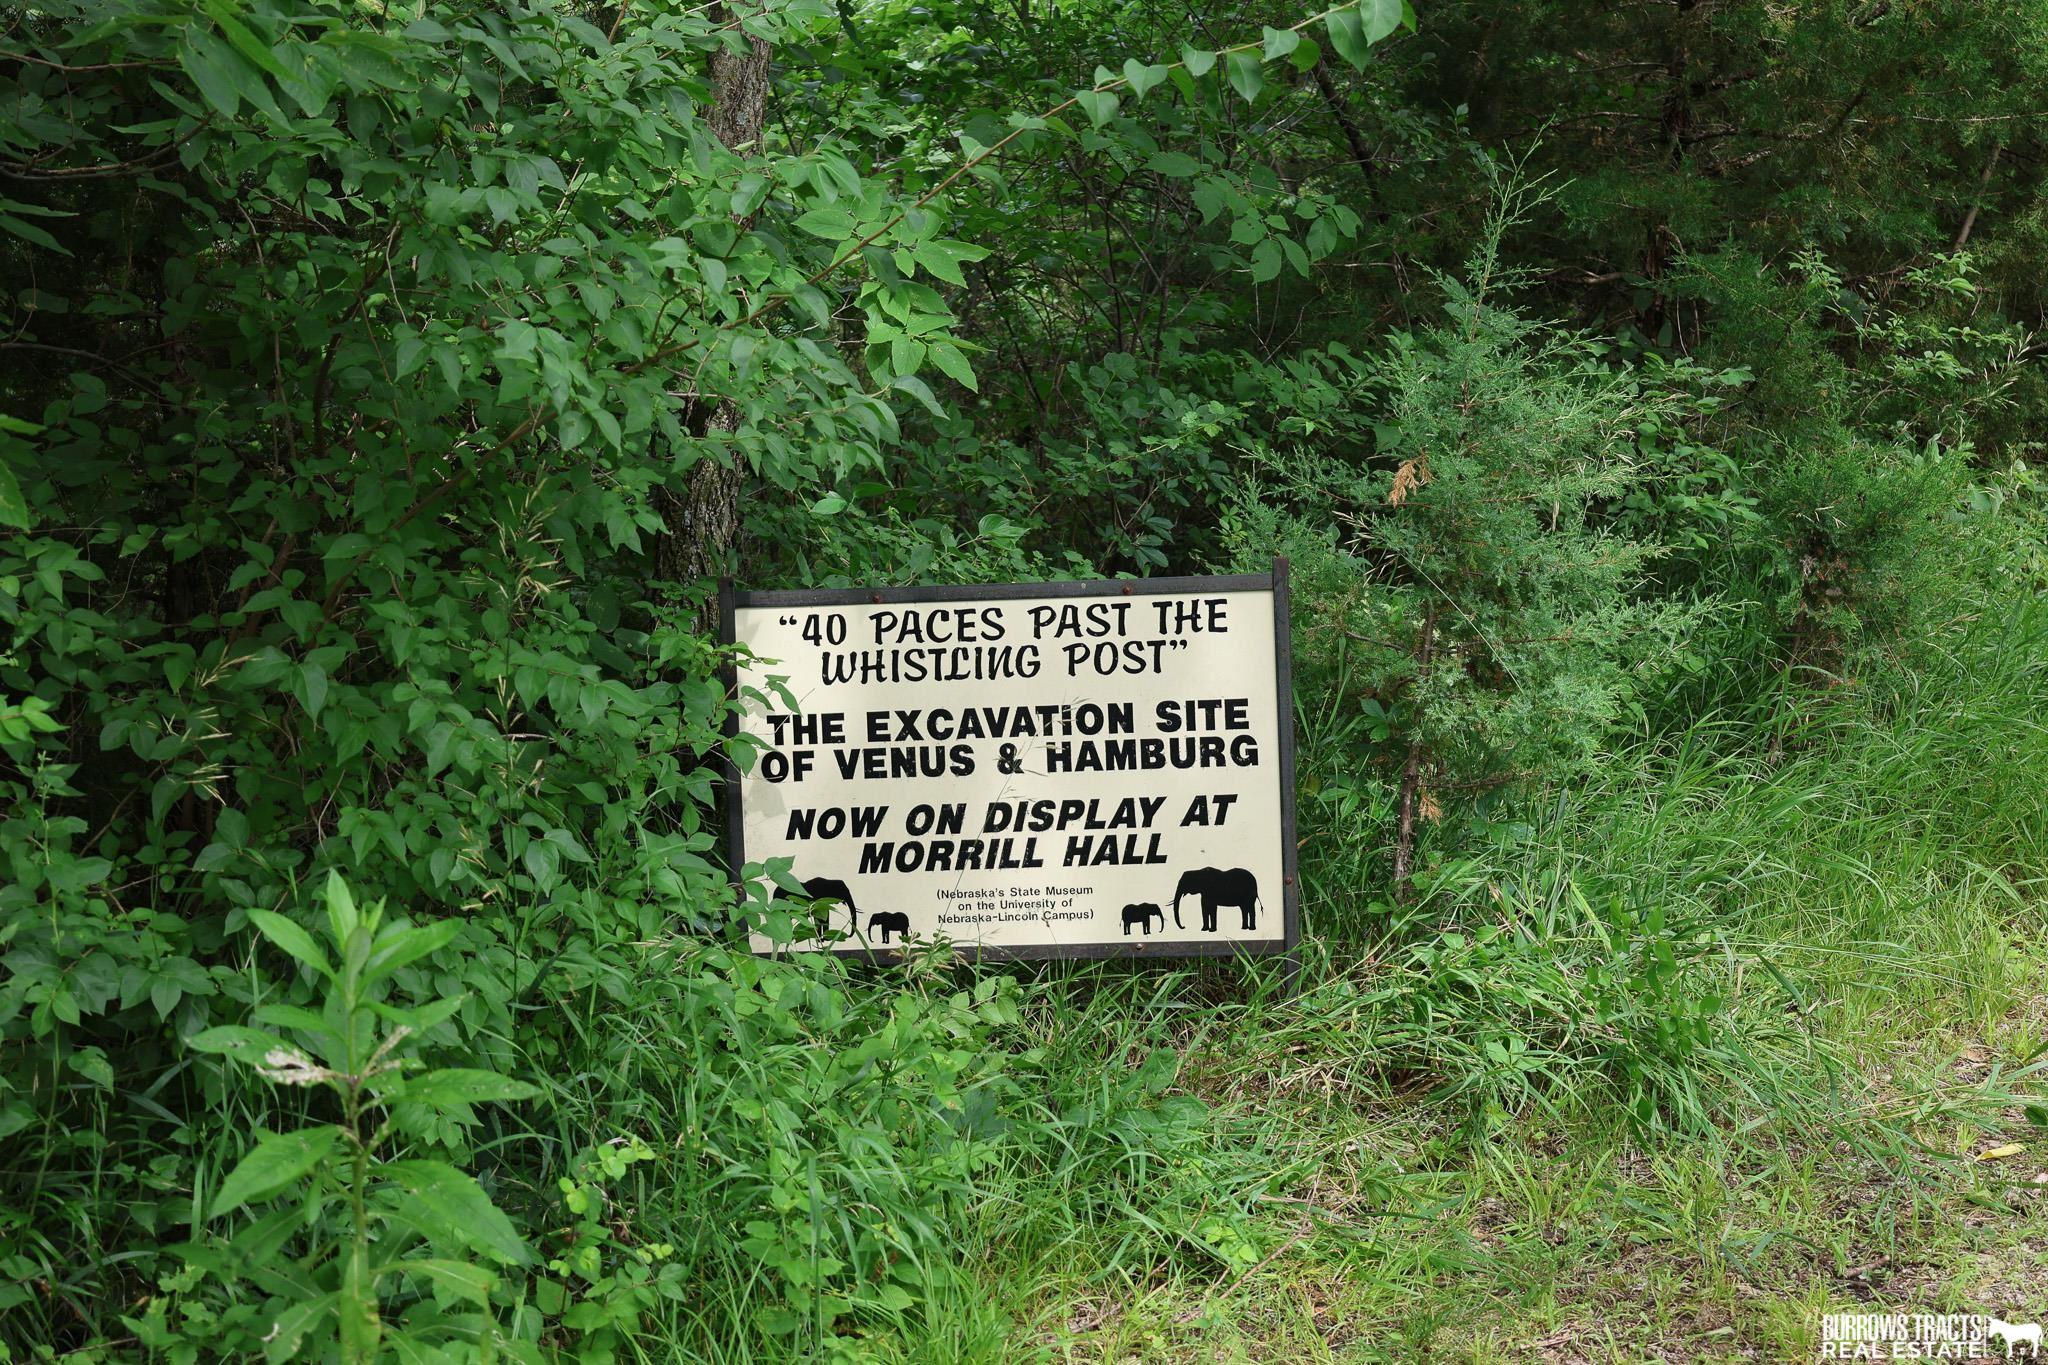 “40 PACES PAST THE
WHISTLING POST”
THE EXCAVATION SITE
OF VENUS & HAMBURG
NOW ON DISPLAY AT
MORRILL HALL
(Nebraska's State Museum
on the University of
Nebraska-Lincoln Campus)
BURROWS TRACTS
REAL ESTATE